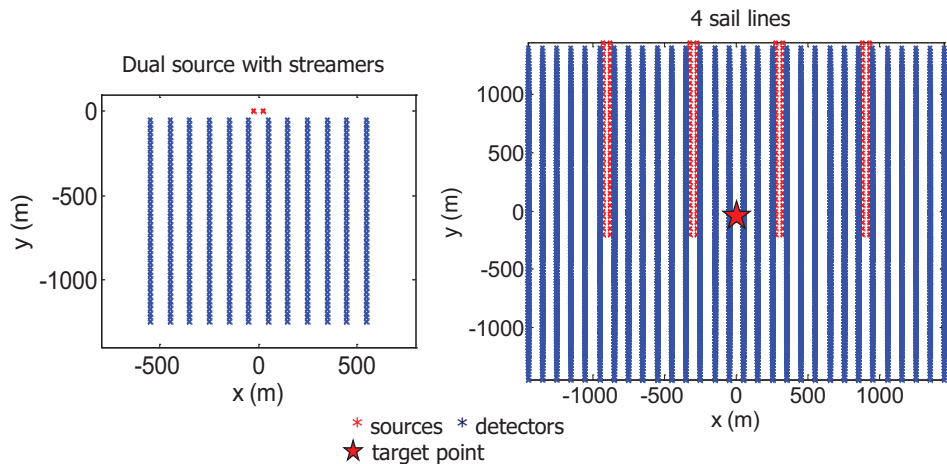 Dual source with streamers
0
-500
-1000
y (m)
-500 0 500
x (m)
4 sail lines
1000
500
0
-500
-1000
y (m)
-1000 -500 0 500 1000
x (m)
* sources * detectors
target point